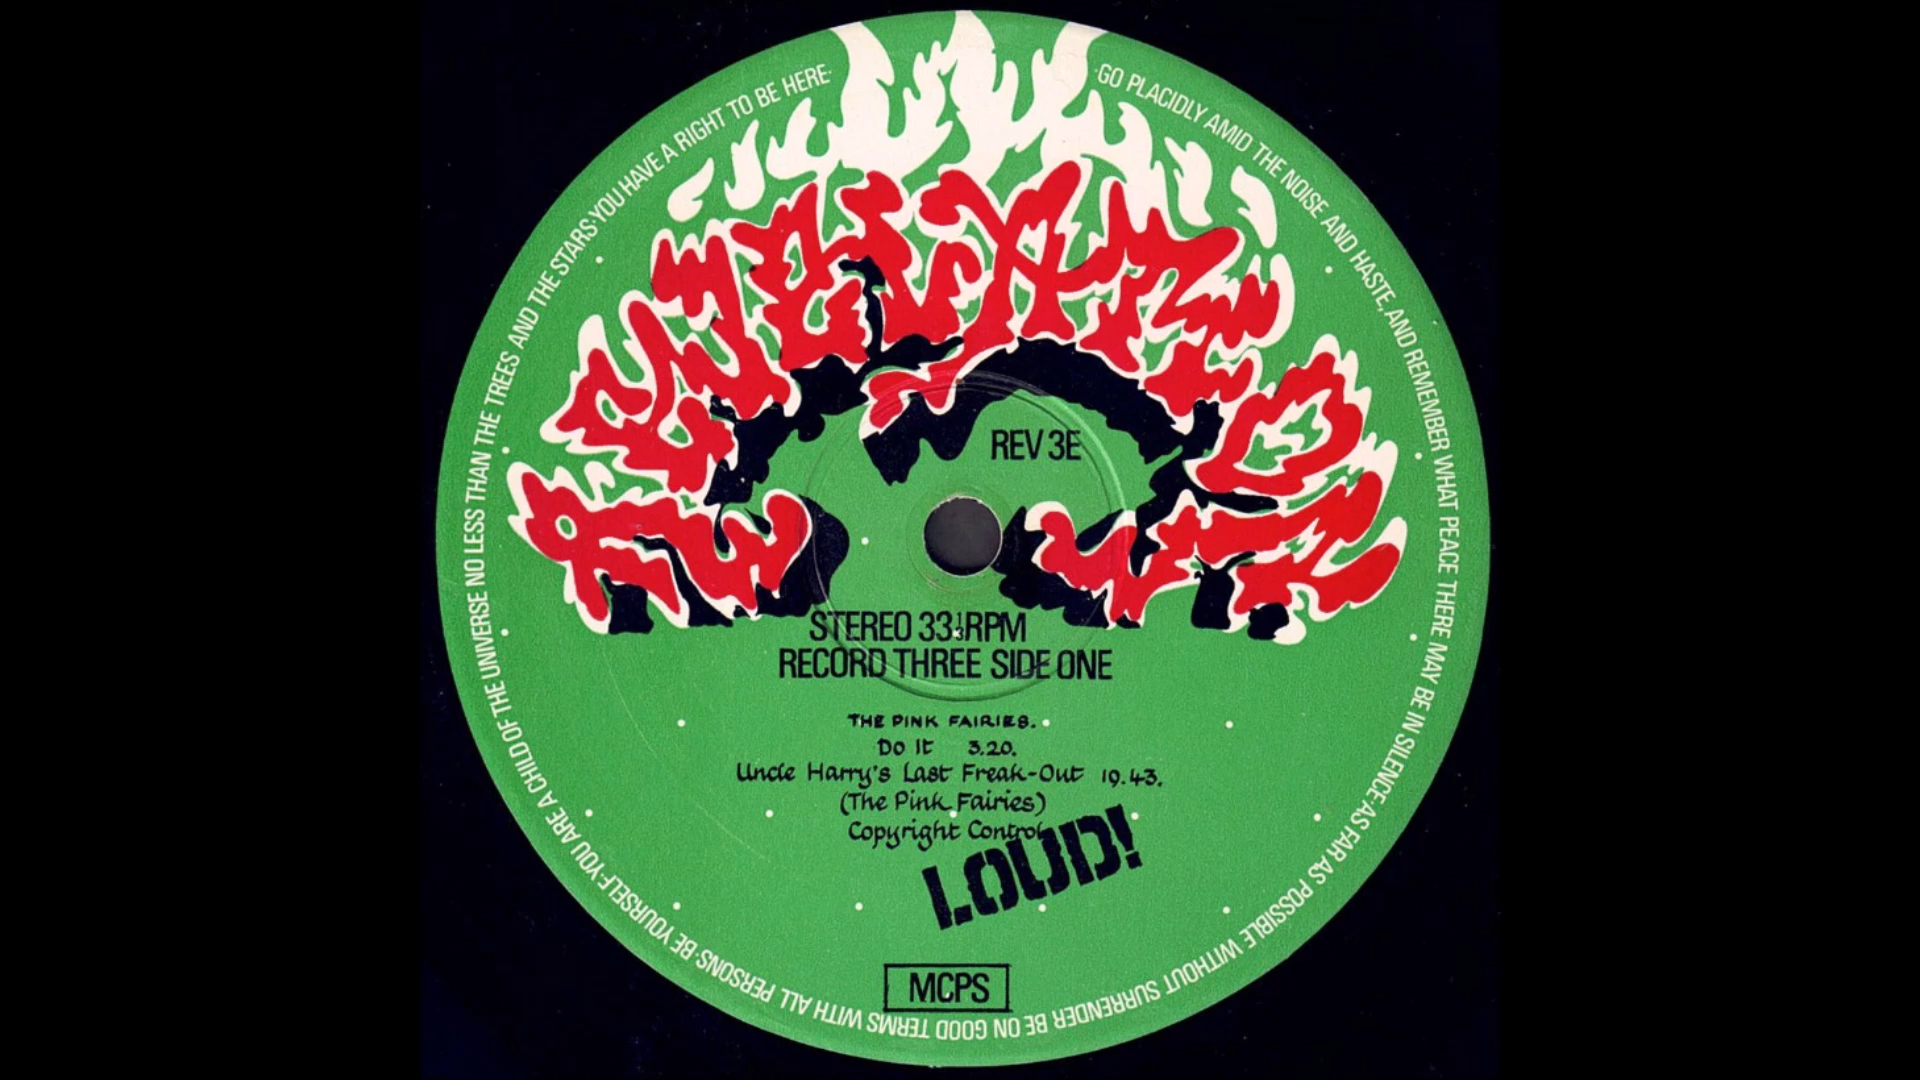 ·GO PLACIDLY AMID THE NOISE AND HASTE, AND REMEMBER WHAT PEACE THERE MAY BE IN SILENCE·AS FAR AS POSSIBLE WITHOUT SURRENDER BE ON GOOD TERMS WITH ALL PERSONS·BE YOURSELF·YOU ARE A CHILD OF THE UNIVERSE NO LESS THAN THE TREES AND THE STARS·YOU HAVE A RIGHT TO BE HERE·
REV 3E
STEREO 33⅓RPM
RECORD THREE SIDE ONE
THE PINK FAIRIES.
Do It 3.20.
Uncle Harry's Last Freak-Out 19.43.
(The Pink Fairies)
Copyright Control
LOUD!
MCPS